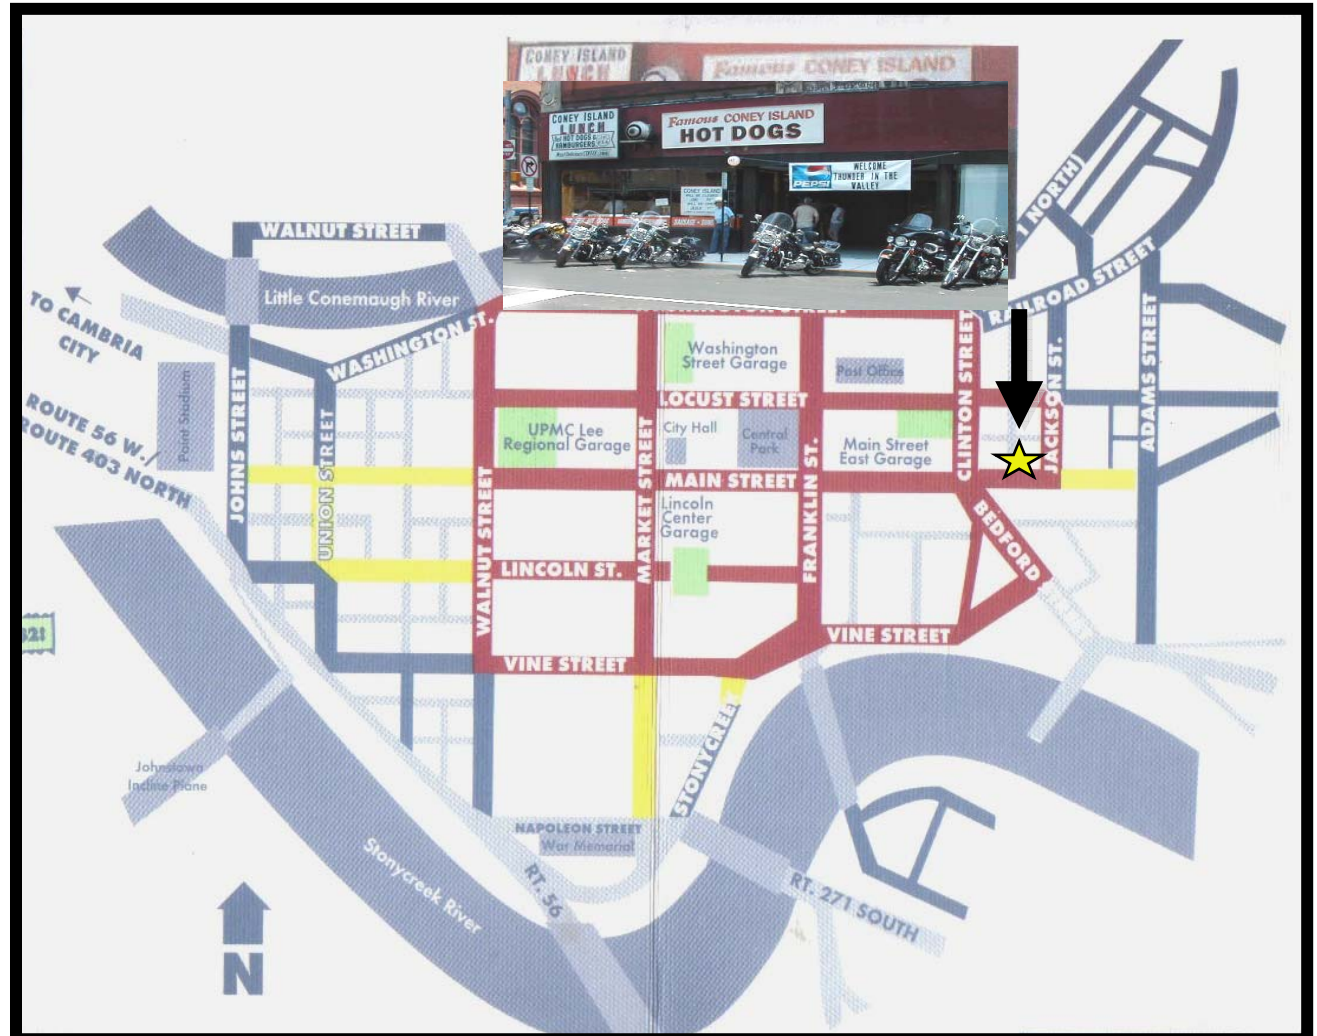 CONEY ISLAND
LUNCH
Famous CONEY ISLAND
CONEY ISLAND
LUNCH
HOT DOGS &
HAMBURGERS
Famous CONEY ISLAND
HOT DOGS
PEPSI
WELCOME
THUNDER IN THE
VALLEY
CONEY ISLAND
WALNUT STREET
Little Conemaugh River
TO CAMBRIA
CITY
WASHINGTON ST.
NORTH)
RAILROAD STREET
ROUTE 56 W./
ROUTE 403 NORTH
Point Stadium
JOHNS STREET
UNION STREET
WALNUT STREET
MARKET STREET
FRANKLIN ST.
CLINTON STREET
JACKSON ST.
ADAMS STREET
Washington
Street Garage
Post Office
LOCUST STREET
UPMC Lee
Regional Garage
City Hall
Central
Park
Main Street
East Garage
MAIN STREET
Lincoln
Center
Garage
BEDFORD
LINCOLN ST.
VINE STREET
VINE STREET
STONYCREEK
Johnstown
Incline Plane
NAPOLEON STREET
War Memorial
Stonycreek River
RT. 56
RT. 271 SOUTH
N